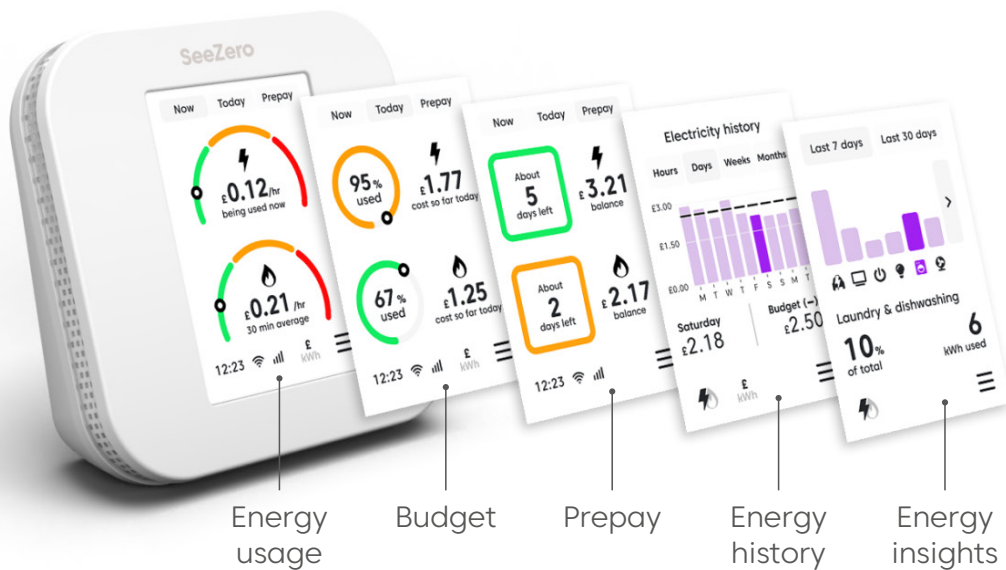 SeeZero
Now Today Prepay
£0.12/hr
being used now
£0.21 /hr
30 min average
12:23 £ kWh
Now Today Prepay
95% used
£1.77
cost so far today
67% used
£1.25
cost so far today
12:23 £ kWh
Now Today Prepay
About
5
days left
£3.21
balance
About
2
days left
£2.17
balance
12:23
Electricity history
Hours Days Weeks Months
£3.00
£1.50
£0.00
M T W T F S S M T
Saturday
£2.18
Budget (–)
£2.50
£
kWh
Last 7 days Last 30 days
Laundry & dishwashing
10%
of total
6
kWh used
Energy
usage
Budget
Prepay
Energy
history
Energy
insights